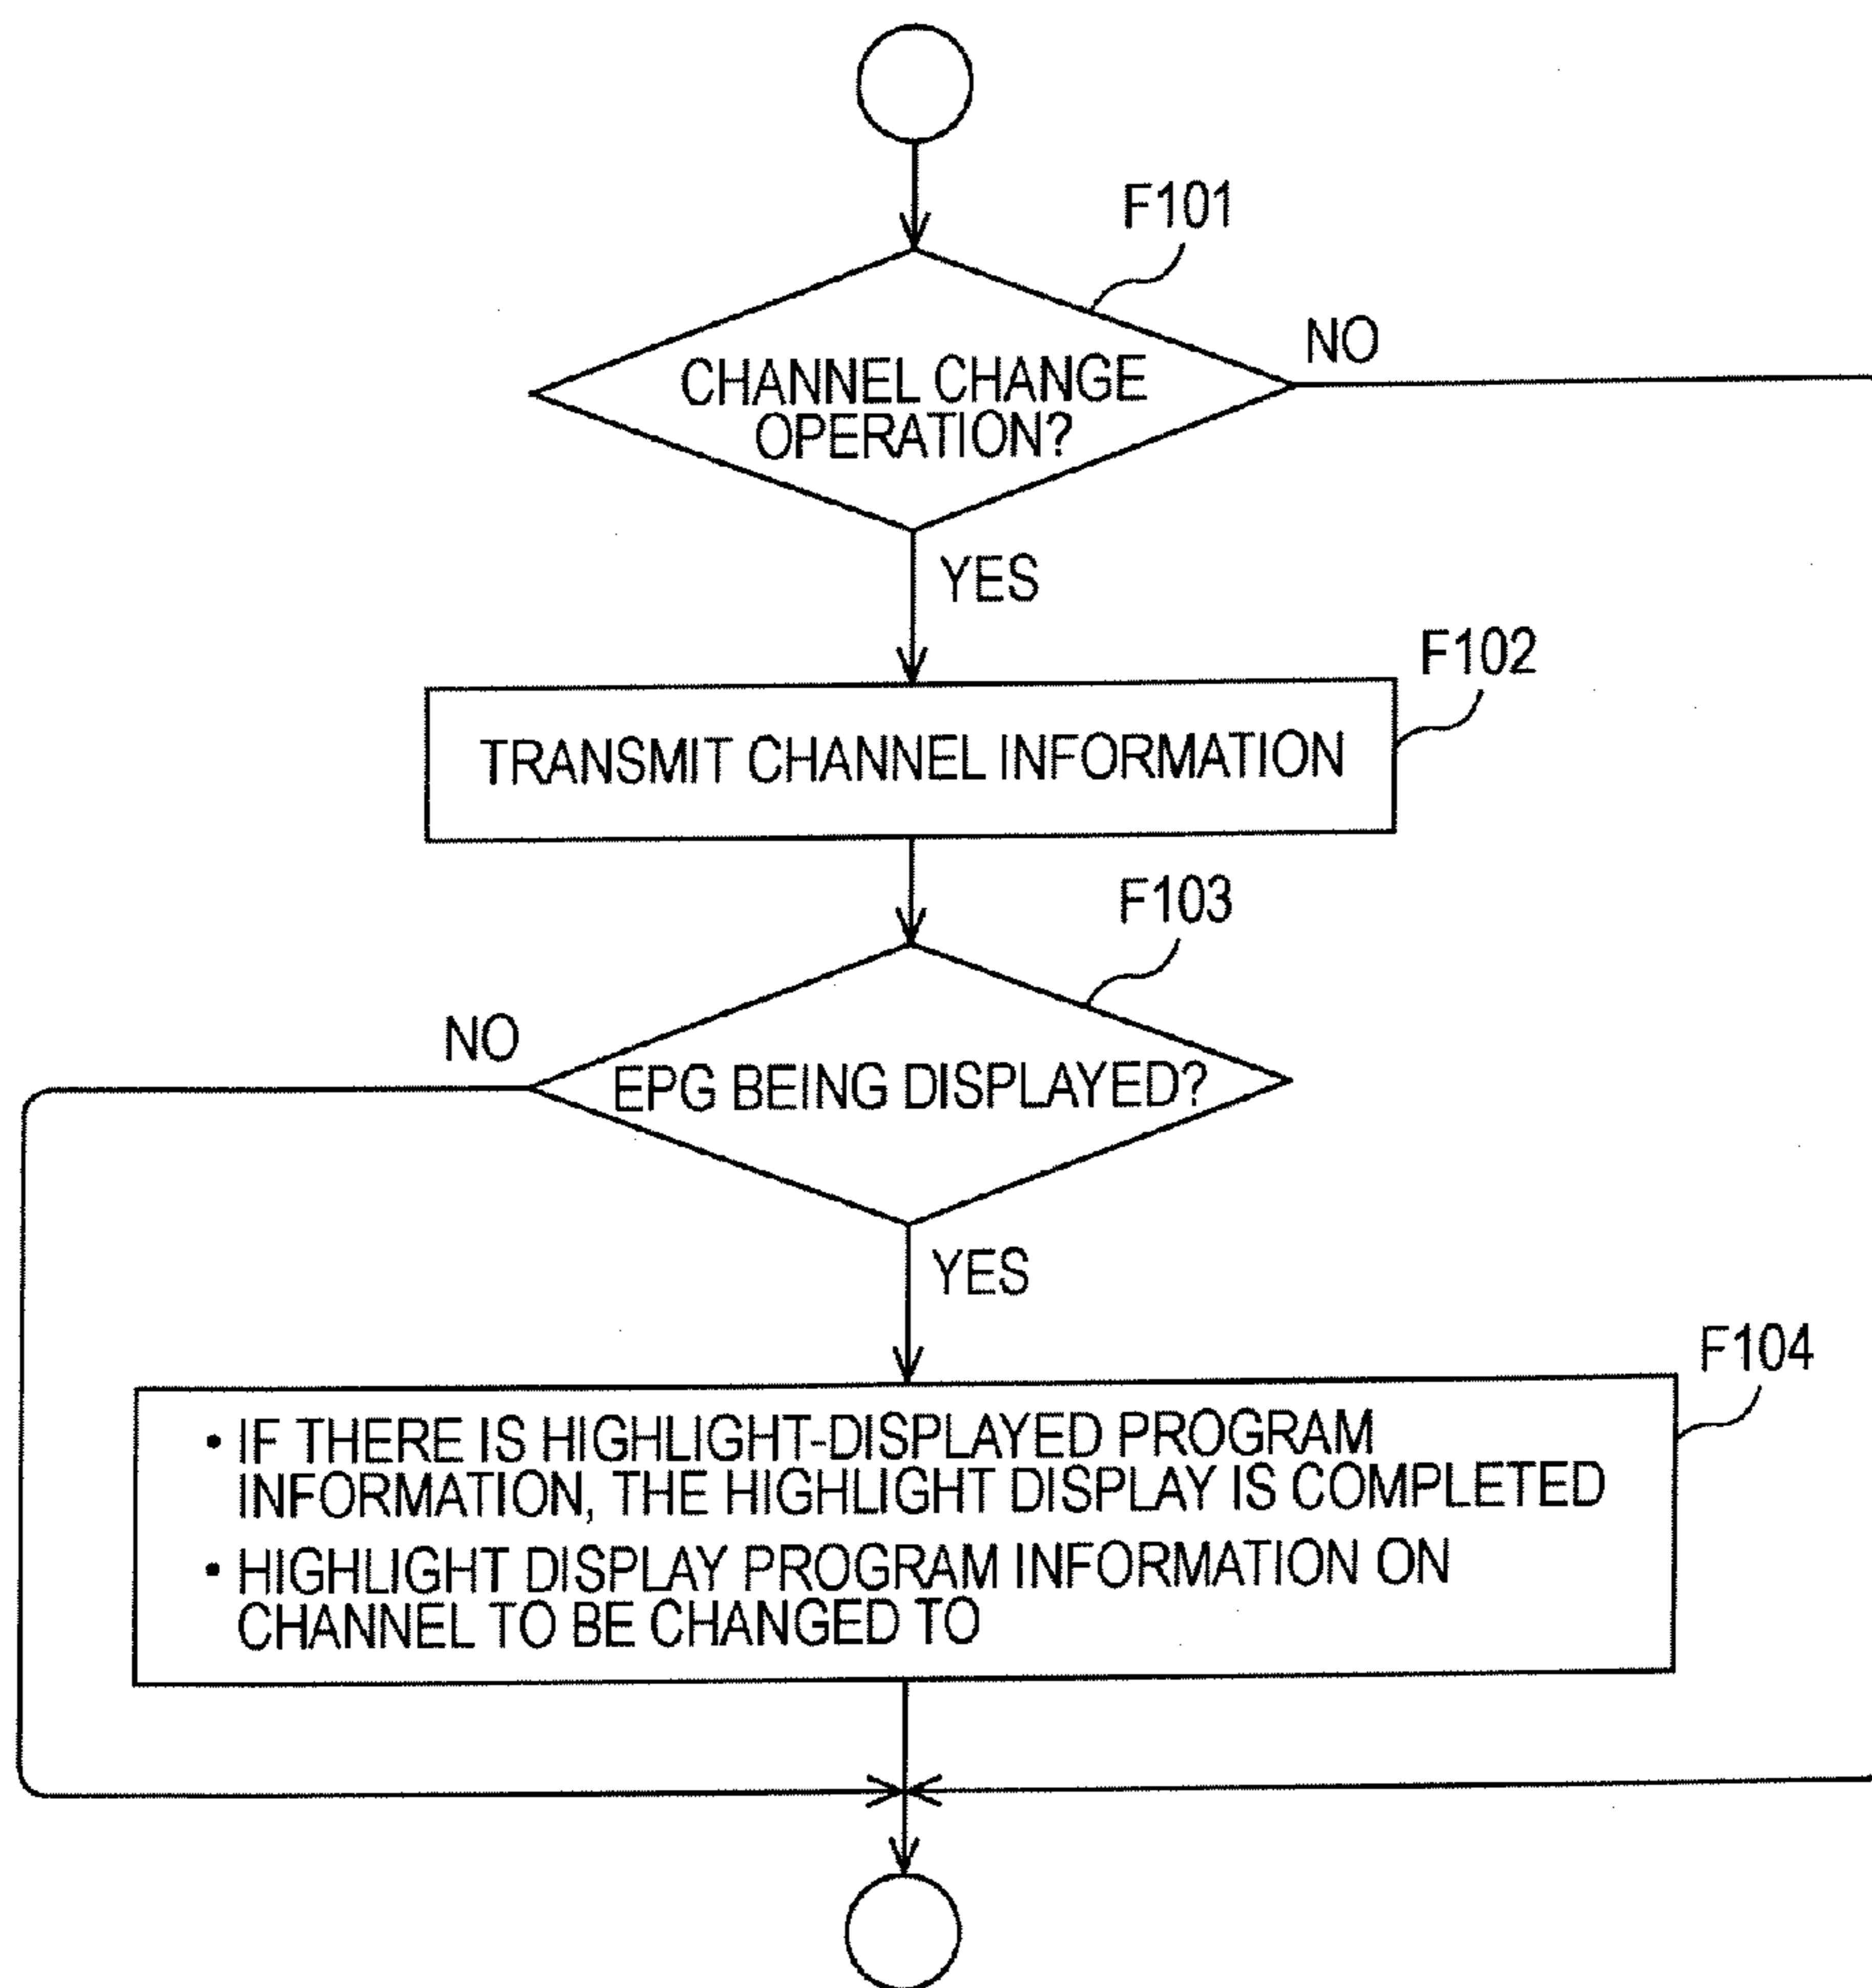 F101
CHANNEL CHANGE
OPERATION?
NO
YES
F102
TRANSMIT CHANNEL INFORMATION
F103
NO
EPG BEING DISPLAYED?
YES
F104
• IF THERE IS HIGHLIGHT-DISPLAYED PROGRAM
INFORMATION, THE HIGHLIGHT DISPLAY IS COMPLETED
• HIGHLIGHT DISPLAY PROGRAM INFORMATION ON
CHANNEL TO BE CHANGED TO